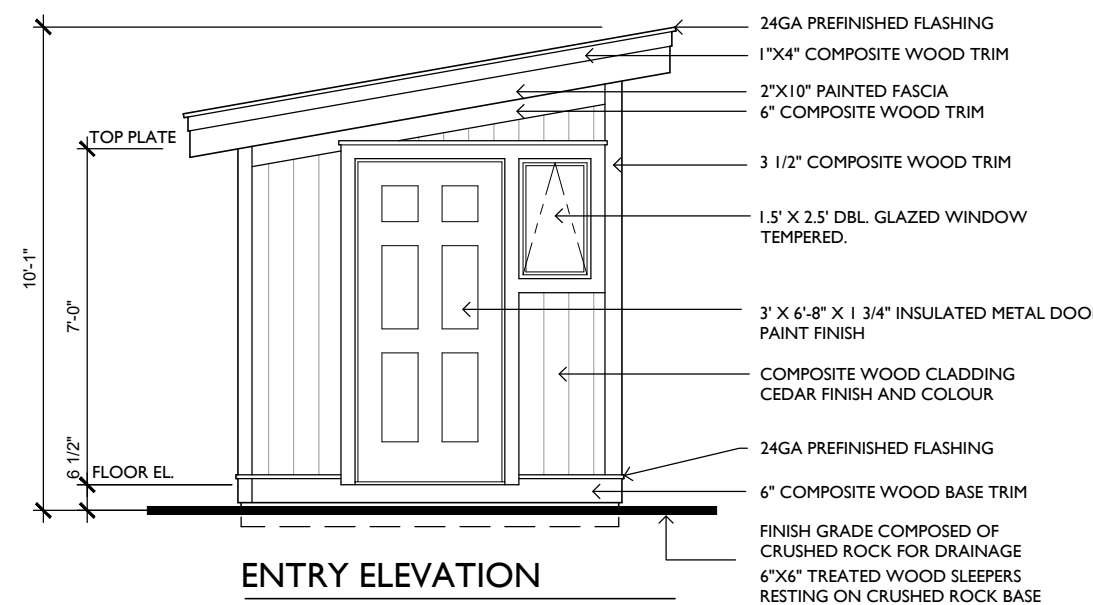 24GA PREFINISHED FLASHING
1"X4" COMPOSITE WOOD TRIM
2"X10" PAINTED FASCIA
6" COMPOSITE WOOD TRIM
TOP PLATE
3 1/2" COMPOSITE WOOD TRIM
1.5' X 2.5' DBL. GLAZED WINDOW
TEMPERED.
10'-1"
7'-0"
3' X 6'-8" X 1 3/4" INSULATED METAL DOO
PAINT FINISH
COMPOSITE WOOD CLADDING
CEDAR FINISH AND COLOUR
6 1/2"
FLOOR EL.
24GA PREFINISHED FLASHING
6" COMPOSITE WOOD BASE TRIM
FINISH GRADE COMPOSED OF
CRUSHED ROCK FOR DRAINAGE
6"X6" TREATED WOOD SLEEPERS
RESTING ON CRUSHED ROCK BASE
ENTRY ELEVATION